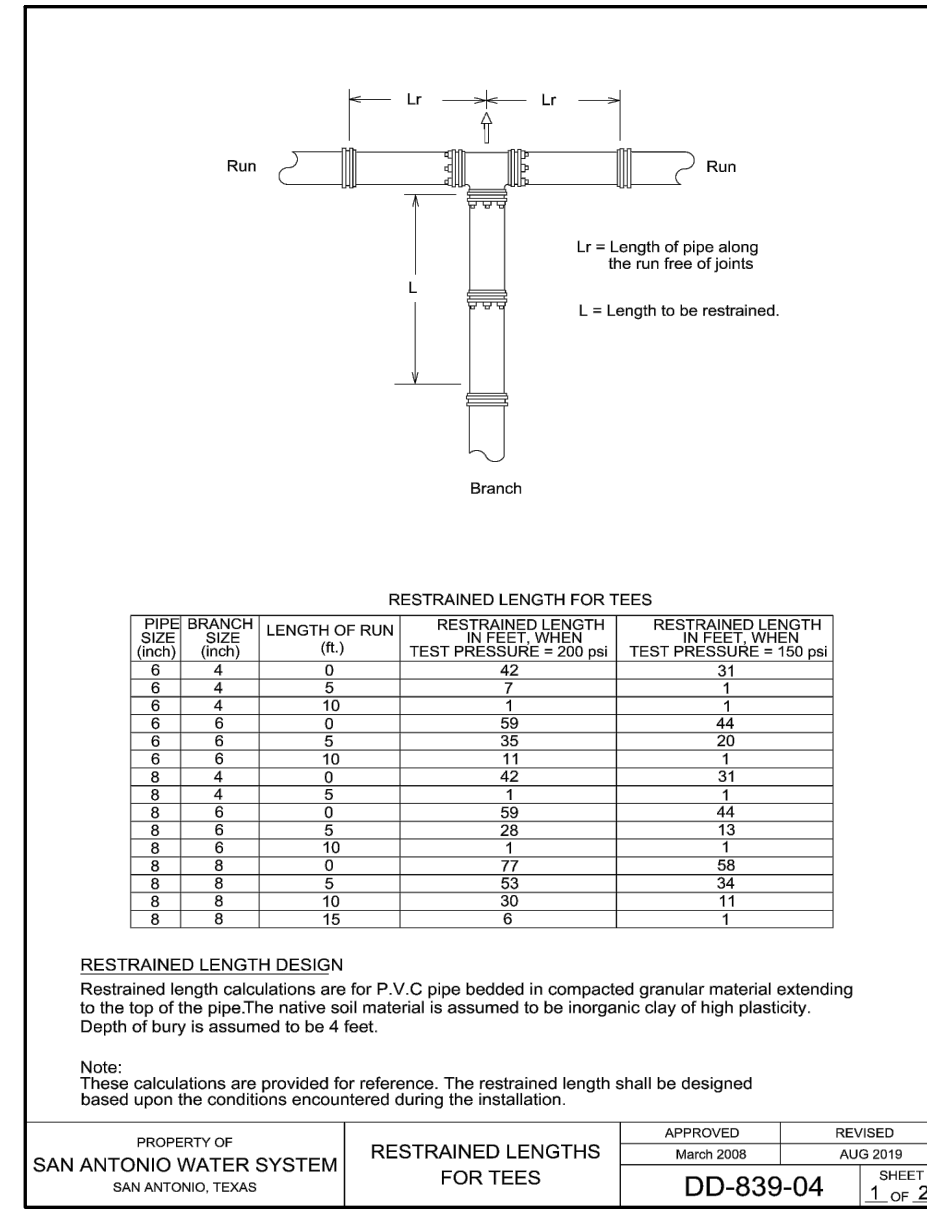 Lr Lr
Run Run
Lr = Length of pipe along
the run free of joints
L
L = Length to be restrained.
Branch
RESTRAINED LENGTH FOR TEES
PIPE SIZE (inch) BRANCH SIZE (inch) LENGTH OF RUN (ft.) RESTRAINED LENGTH IN FEET, WHEN TEST PRESSURE = 200 psi RESTRAINED LENGTH IN FEET, WHEN TEST PRESSURE = 150 psi
6 4 0 42 31
6 4 5 7 1
6 4 10 1 1
6 6 0 59 44
6 6 5 35 20
6 6 10 11 1
8 4 0 42 31
8 4 5 1 1
8 6 0 59 44
8 6 5 28 13
8 6 10 1 1
8 8 0 77 58
8 8 5 53 34
8 8 10 30 11
8 8 15 6 1
RESTRAINED LENGTH DESIGN
Restrained length calculations are for P.V.C pipe bedded in compacted granular material extending
to the top of the pipe.The native soil material is assumed to be inorganic clay of high plasticity.
Depth of bury is assumed to be 4 feet.
Note:
These calculations are provided for reference. The restrained length shall be designed
based upon the conditions encountered during the installation.
PROPERTY OF
SAN ANTONIO WATER SYSTEM
SAN ANTONIO, TEXAS
RESTRAINED LENGTHS
FOR TEES
APPROVED REVISED
March 2008 AUG 2019
DD-839-04
SHEET
1 OF 2